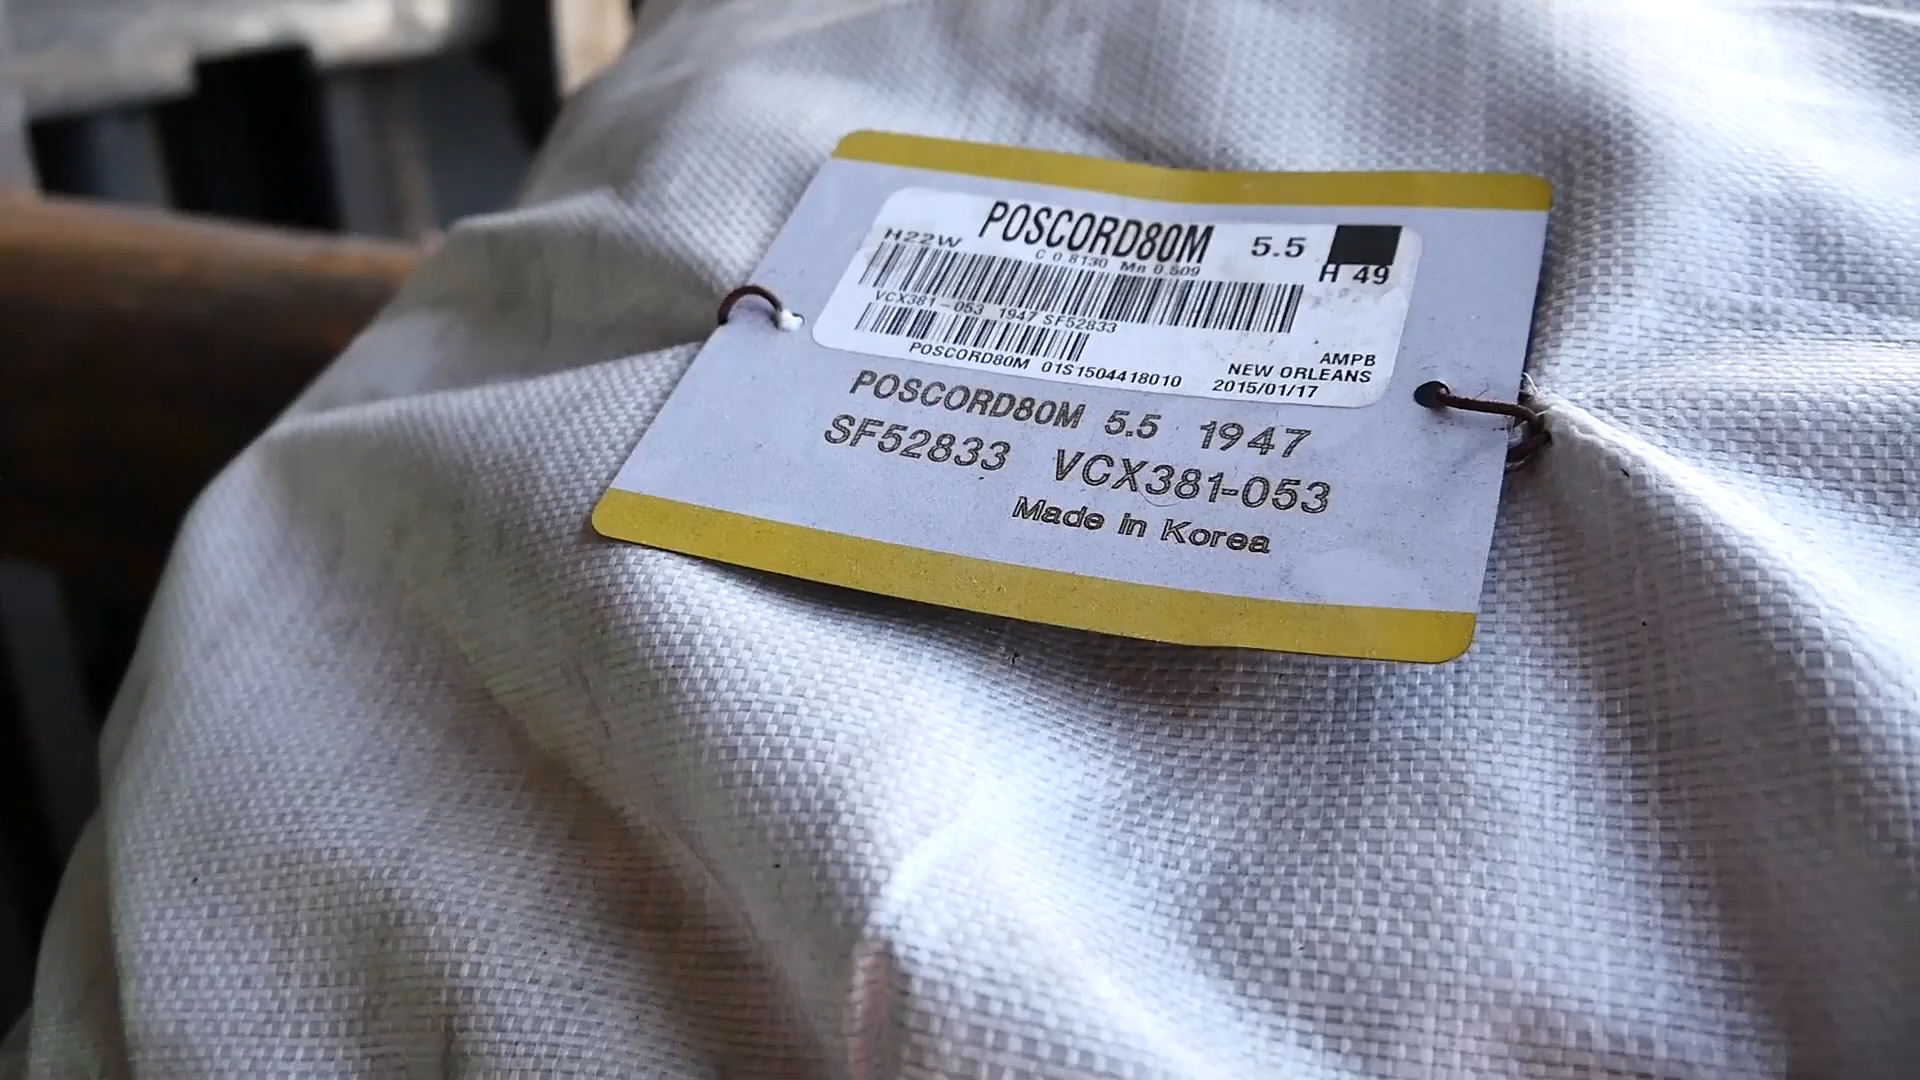 POSCORD80M 5.5
H22W
C 0.8130 Mn 0.509
H 49
VCX381-053 1947 SF52833
POSCORD80M 01S1504418010
AMPB
NEW ORLEANS
2015/01/17
POSCORD80M 5.5 1947
SF52833 VCX381-053
Made in Korea